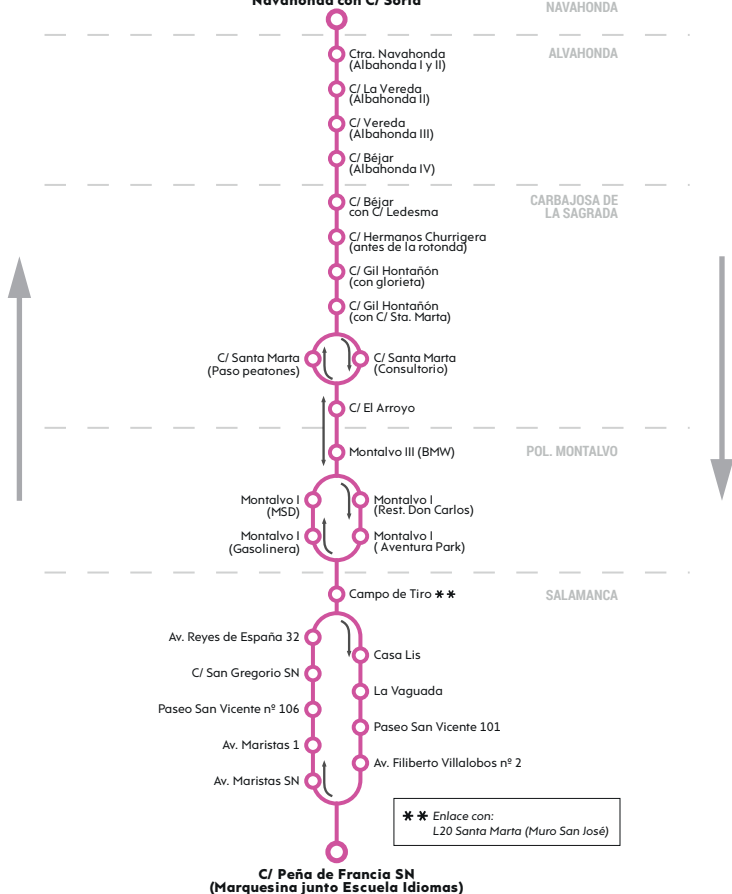 Navahonda con C/ Soria
NAVAHONDA
Ctra. Navahonda
(Albahonda I y II)
ALVAHONDA
C/ La Vereda
(Albahonda II)
C/ Vereda
(Albahonda III)
C/ Béjar
(Albahonda IV)
C/ Béjar
con C/ Ledesma
CARBAJOSA DE
LA SAGRADA
C/ Hermanos Churrigera
(antes de la rotonda)
C/ Gil Hontañón
(con glorieta)
C/ Gil Hontañón
(con C/ Sta. Marta)
C/ Santa Marta
(Paso peatones)
C/ Santa Marta
(Consultorio)
C/ El Arroyo
Montalvo III (BMW)
POL. MONTALVO
Montalvo I
(MSD)
Montalvo I
(Rest. Don Carlos)
Montalvo I
(Gasolinera)
Montalvo I
( Aventura Park)
Campo de Tiro **
SALAMANCA
Av. Reyes de España 32
Casa Lis
C/ San Gregorio SN
La Vaguada
Paseo San Vicente nº 106
Paseo San Vicente 101
Av. Maristas 1
Av. Filiberto Villalobos nº 2
Av. Maristas SN
** Enlace con:
L20 Santa Marta (Muro San José)
C/ Peña de Francia SN
(Marquesina junto Escuela Idiomas)